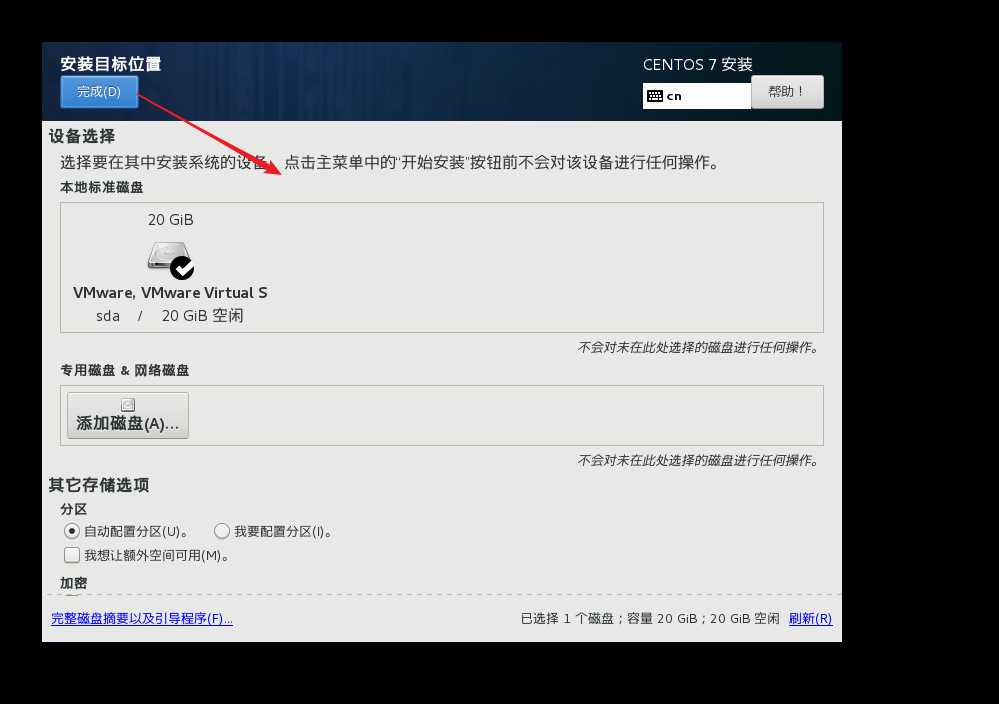 安装目标位置
CENTOS 7 安装
完成(D)
cn
帮助！
设备选择
选择要在其中安装系统的设备。点击主菜单中的“开始安装”按钮前不会对该设备进行任何操作。
本地标准磁盘
20 GiB
VMware, VMware Virtual S
sda / 20 GiB 空闲
不会对未在此处选择的磁盘进行任何操作。
专用磁盘 & 网络磁盘
添加磁盘(A)...
不会对未在此处选择的磁盘进行任何操作。
其它存储选项
分区
自动配置分区(U)。 我要配置分区(I)。
我想让额外空间可用(M)。
加密
完整磁盘摘要以及引导程序(F)... 已选择 1 个磁盘；容量 20 GiB；20 GiB 空闲 刷新(R)